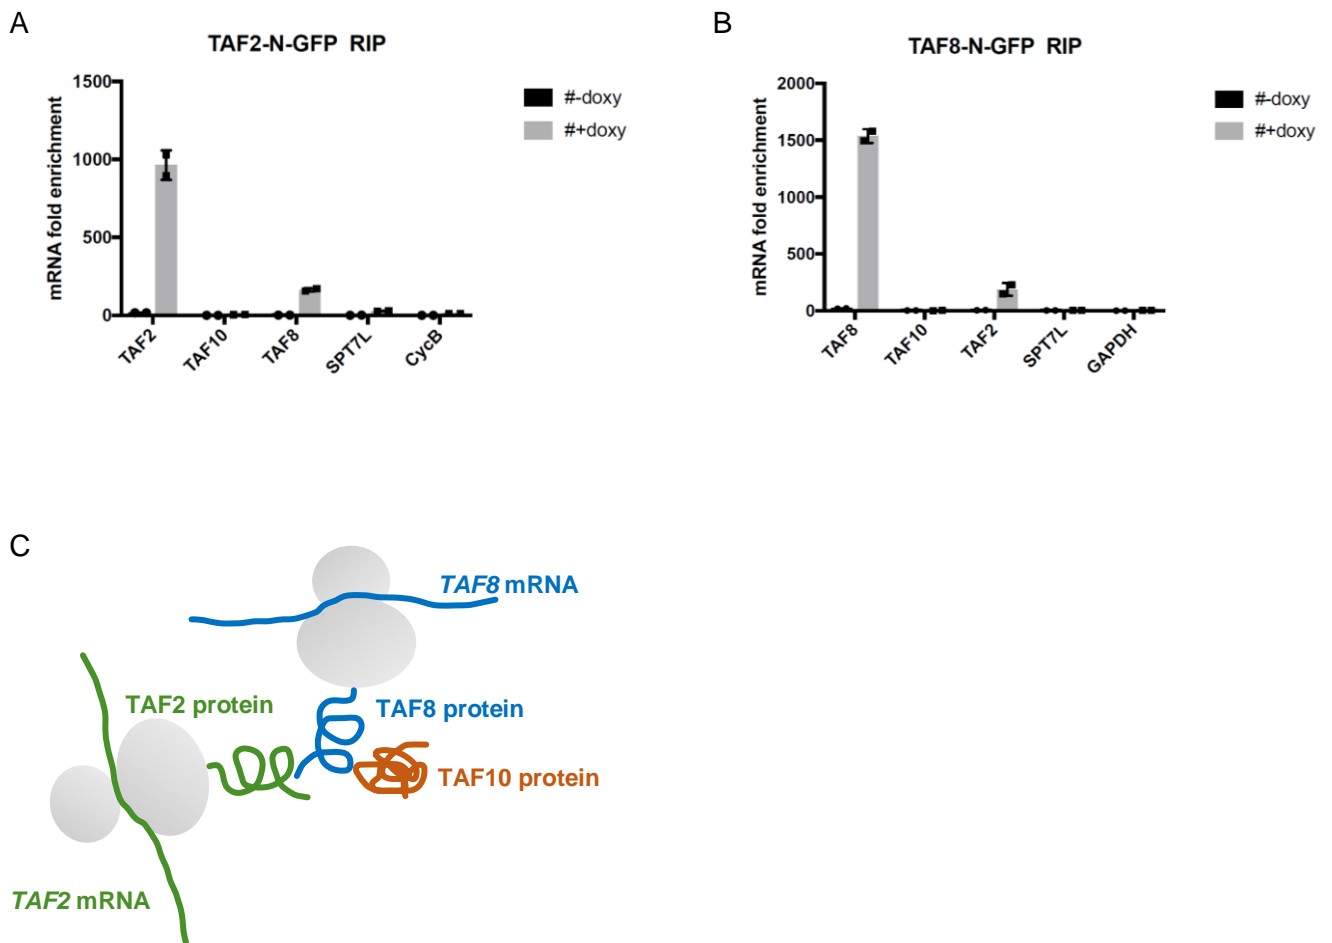 A
TAF2-N-GFP RIP
mRNA fold enrichment
1500
1000
500
0
TAF2
TAF10
TAF8
SPT7L
CycB
#-doxy
#+doxy
B
TAF8-N-GFP RIP
mRNA fold enrichment
2000
1500
1000
500
0
TAF8
TAF10
TAF2
SPT7L
GAPDH
#-doxy
#+doxy
C
TAF8 mRNA
TAF2 protein
TAF8 protein
TAF10 protein
TAF2 mRNA